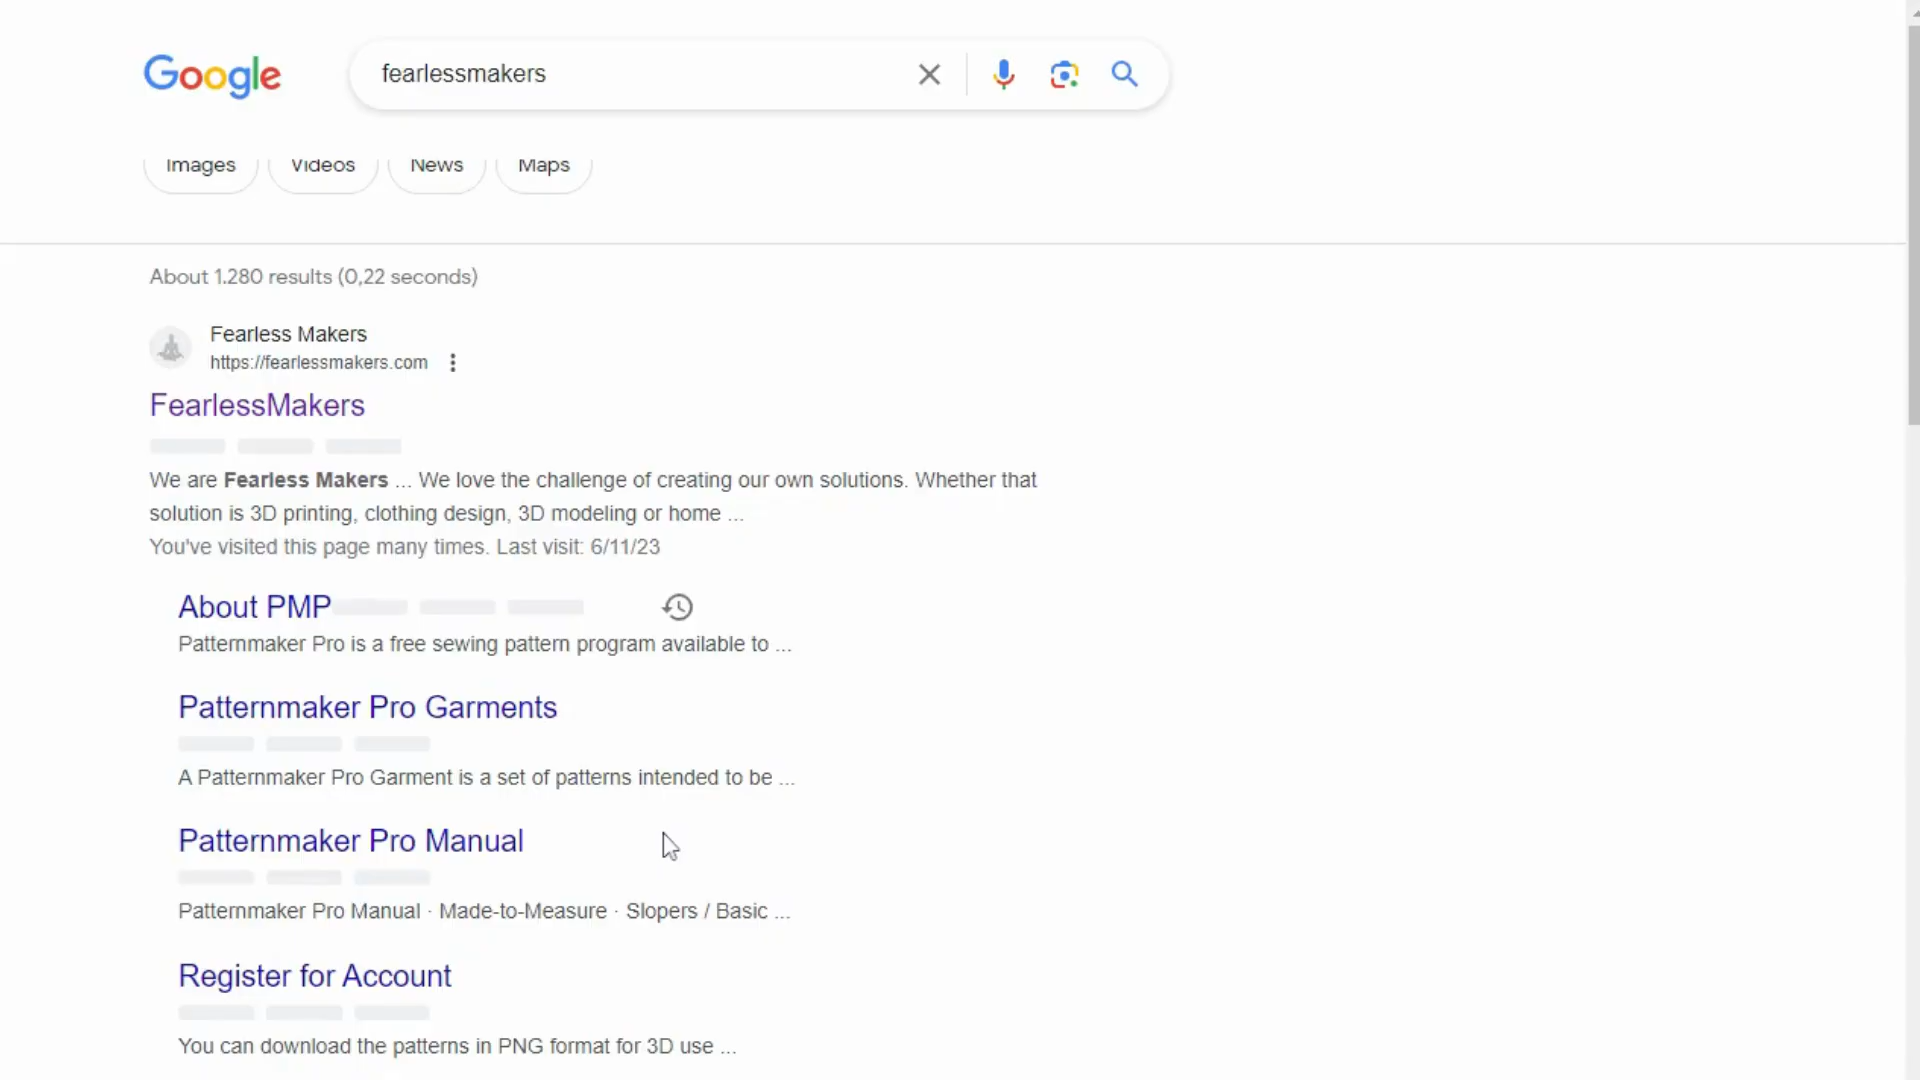 Google
fearlessmakers
Images
Videos
News
Maps
About 1.280 results (0,22 seconds)
Fearless Makers
https://fearlessmakers.com
FearlessMakers
We are Fearless Makers ... We love the challenge of creating our own solutions. Whether that
solution is 3D printing, clothing design, 3D modeling or home ...
You've visited this page many times. Last visit: 6/11/23
About PMP
Patternmaker Pro is a free sewing pattern program available to ...
Patternmaker Pro Garments
A Patternmaker Pro Garment is a set of patterns intended to be ...
Patternmaker Pro Manual
Patternmaker Pro Manual · Made-to-Measure · Slopers / Basic ...
Register for Account
You can download the patterns in PNG format for 3D use ...